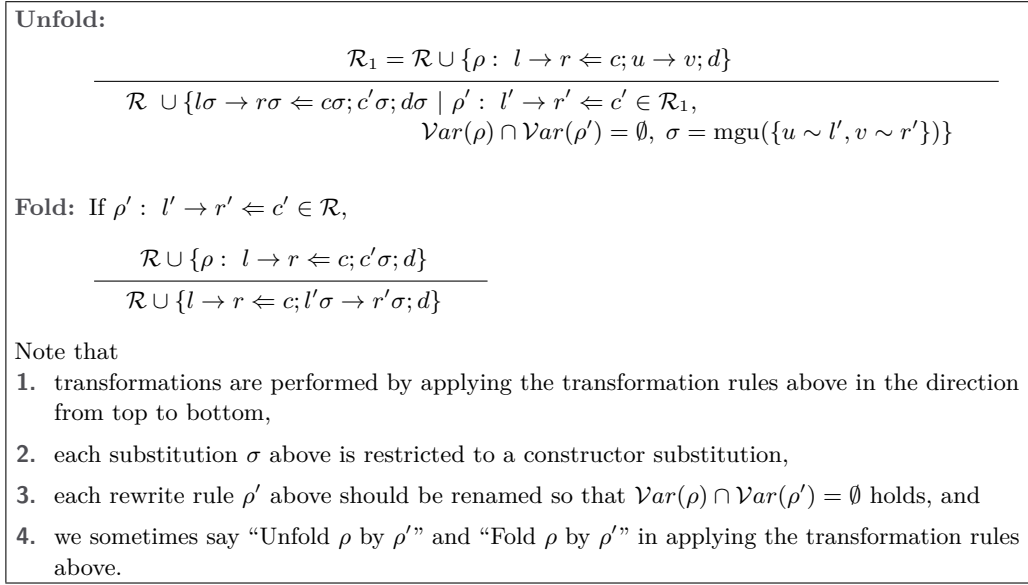 Unfold:
ℛ₁ = ℛ ∪ {ρ : l → r ⇐ c; u → v; d}
ℛ ∪ {lσ → rσ ⇐ cσ; c′σ; dσ | ρ′ : l′ → r′ ⇐ c′ ∈ ℛ₁,
𝒱ar(ρ) ∩ 𝒱ar(ρ′) = ∅, σ = mgu({u ∼ l′, v ∼ r′})}
Fold: If ρ′ : l′ → r′ ⇐ c′ ∈ ℛ,
ℛ ∪ {ρ : l → r ⇐ c; c′σ; d}
ℛ ∪ {l → r ⇐ c; l′σ → r′σ; d}
Note that
1. transformations are performed by applying the transformation rules above in the direction
from top to bottom,
2. each substitution σ above is restricted to a constructor substitution,
3. each rewrite rule ρ′ above should be renamed so that 𝒱ar(ρ) ∩ 𝒱ar(ρ′) = ∅ holds, and
4. we sometimes say “Unfold ρ by ρ′” and “Fold ρ by ρ′” in applying the transformation rules
above.